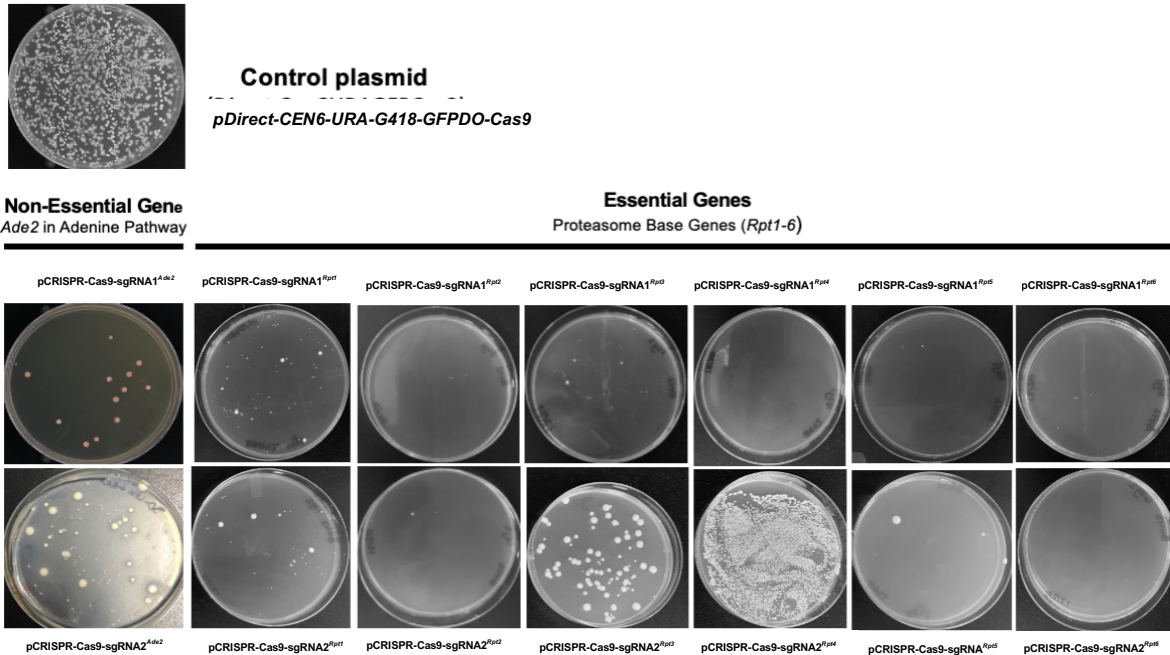 Control plasmid
pDirect-CEN6-URA-G418-GFPDO-Cas9
Non-Essential Gene
Ade2 in Adenine Pathway
Essential Genes
Proteasome Base Genes (Rpt1-6)
pCRISPR-Cas9-sgRNA1Ade2
pCRISPR-Cas9-sgRNA1Rpt1
pCRISPR-Cas9-sgRNA1Rpt2
pCRISPR-Cas9-sgRNA1Rpt3
pCRISPR-Cas9-sgRNA1Rpt4
pCRISPR-Cas9-sgRNA1Rpt5
pCRISPR-Cas9-sgRNA1Rpt6
pCRISPR-Cas9-sgRNA2Ade2
pCRISPR-Cas9-sgRNA2Rpt1
pCRISPR-Cas9-sgRNA2Rpt2
pCRISPR-Cas9-sgRNA2Rpt3
pCRISPR-Cas9-sgRNA2Rpt4
pCRISPR-Cas9-sgRNARpt5
pCRISPR-Cas9-sgRNA2Rpt6